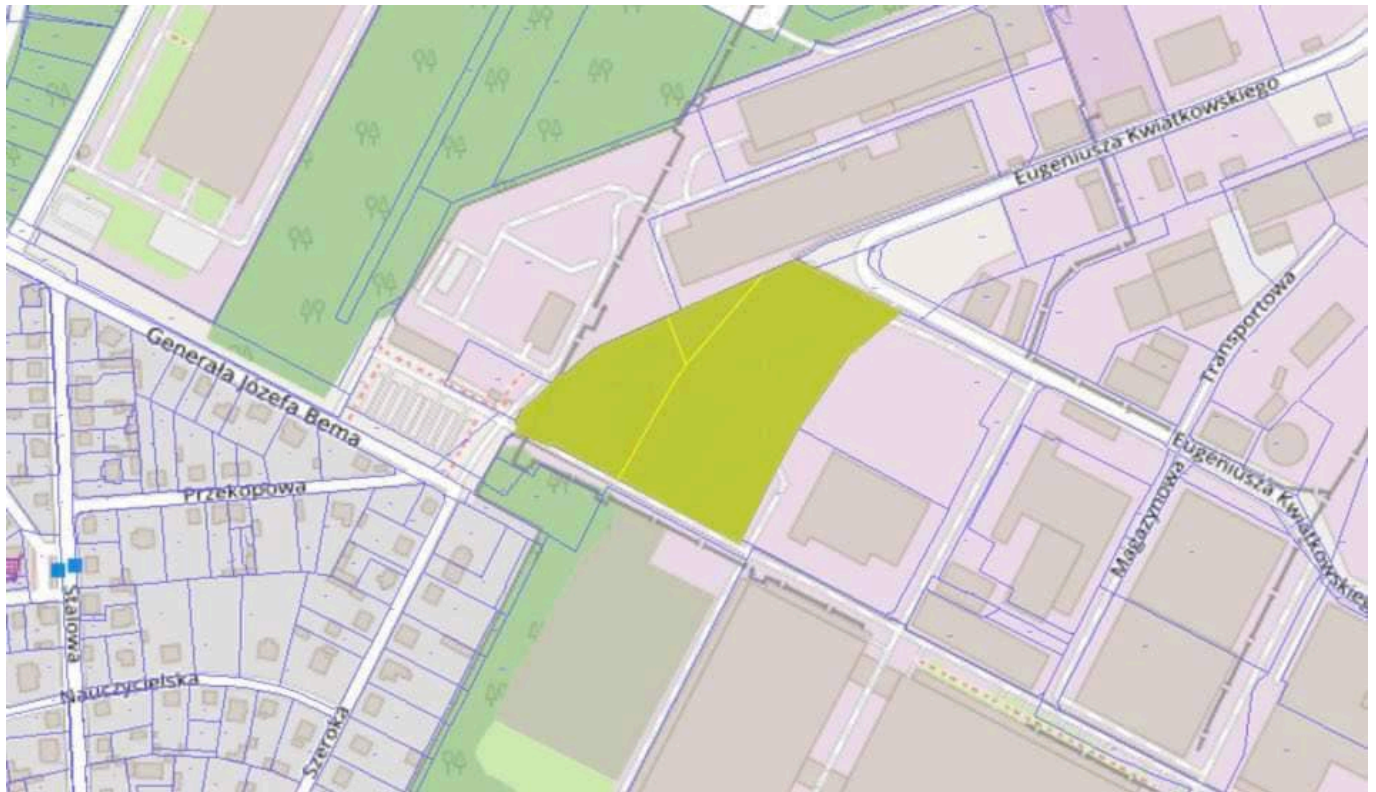 Eugeniusza Kwiatkowskiego
Transportowa
Generała Józefa Bema
Przekopowa
Eugeniusza Kwiatkowskiego
Magazynowa
Stalowa
Nauczycielska
Szeroka